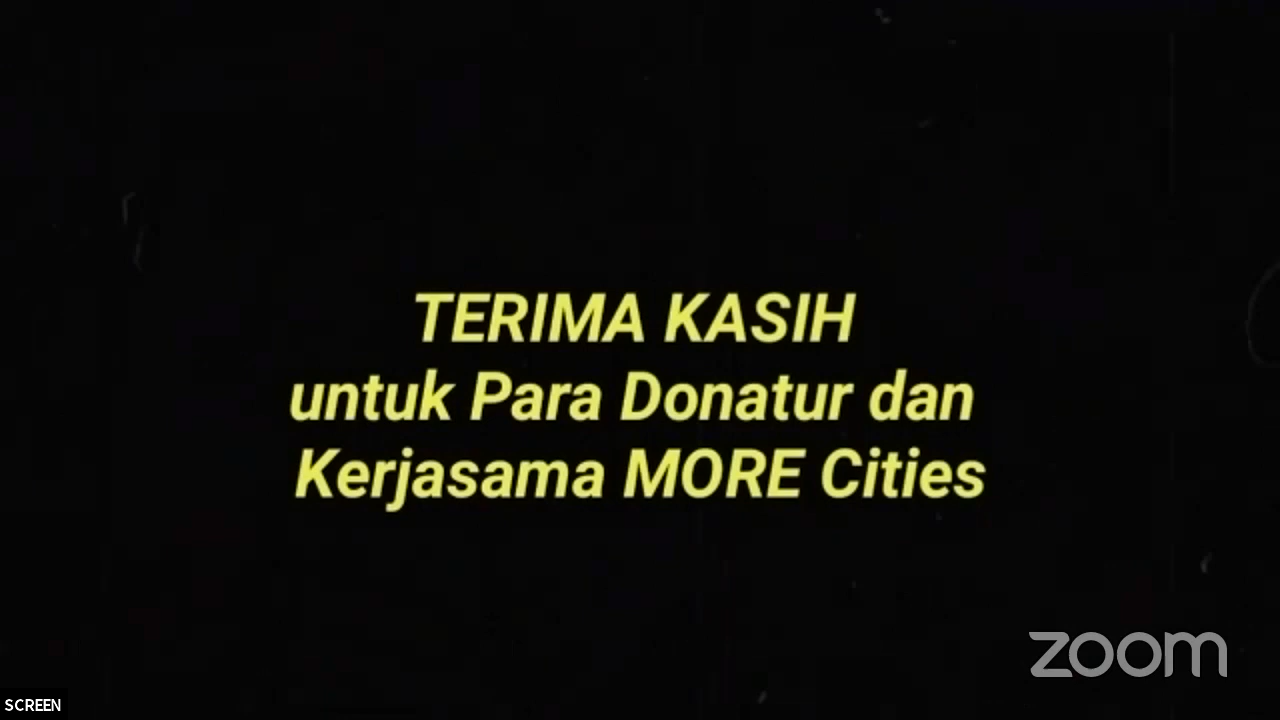 TERIMA KASIH
untuk Para Donatur dan
Kerjasama MORE Cities
zoom
SCREEN